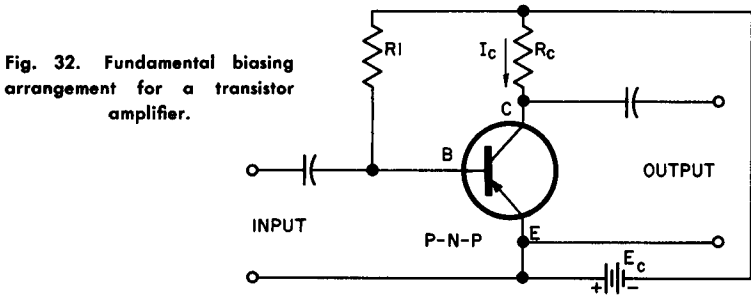 Fig. 32. Fundamental biasing
arrangement for a transistor
amplifier.
R1
Ic
Rc
C
B
INPUT
OUTPUT
P-N-P
E
Ec
+ -